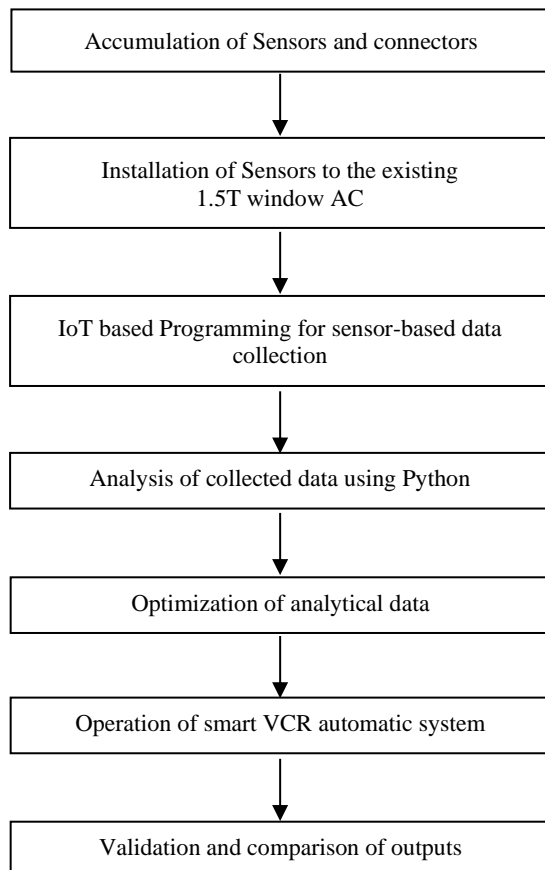 Accumulation of Sensors and connectors
Installation of Sensors to the existing
1.5T window AC
IoT based Programming for sensor-based data
collection
Analysis of collected data using Python
Optimization of analytical data
Operation of smart VCR automatic system
Validation and comparison of outputs